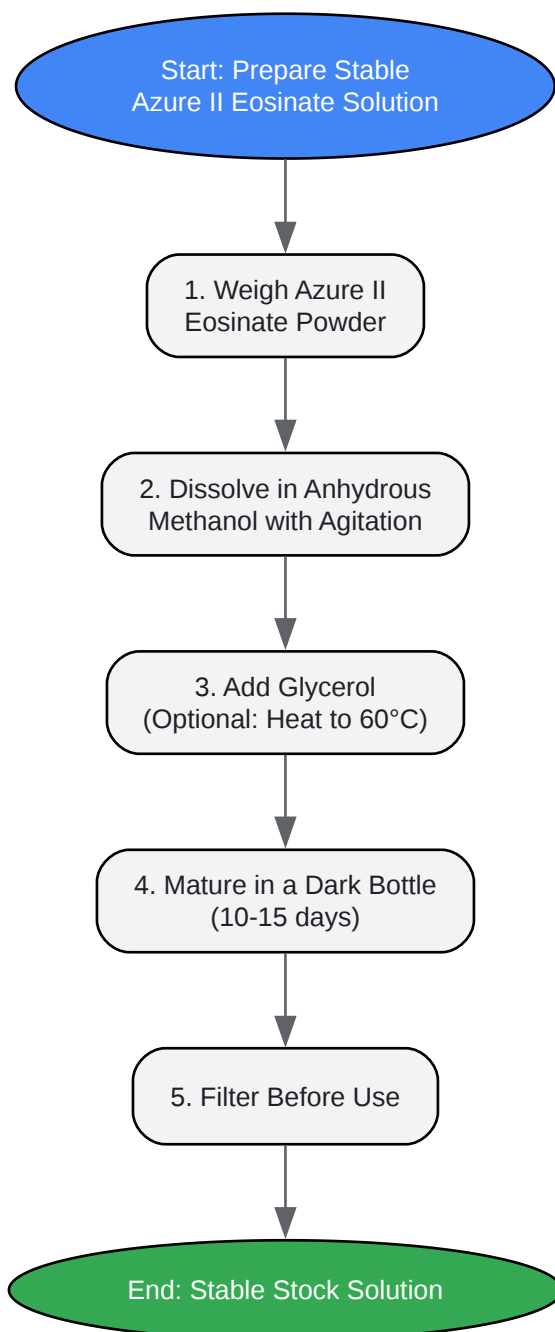 Start: Prepare Stable
Azure II Eosinate Solution
1. Weigh Azure II
Eosinate Powder
2. Dissolve in Anhydrous
Methanol with Agitation
3. Add Glycerol
(Optional: Heat to 60°C)
4. Mature in a Dark Bottle
(10-15 days)
5. Filter Before Use
End: Stable Stock Solution